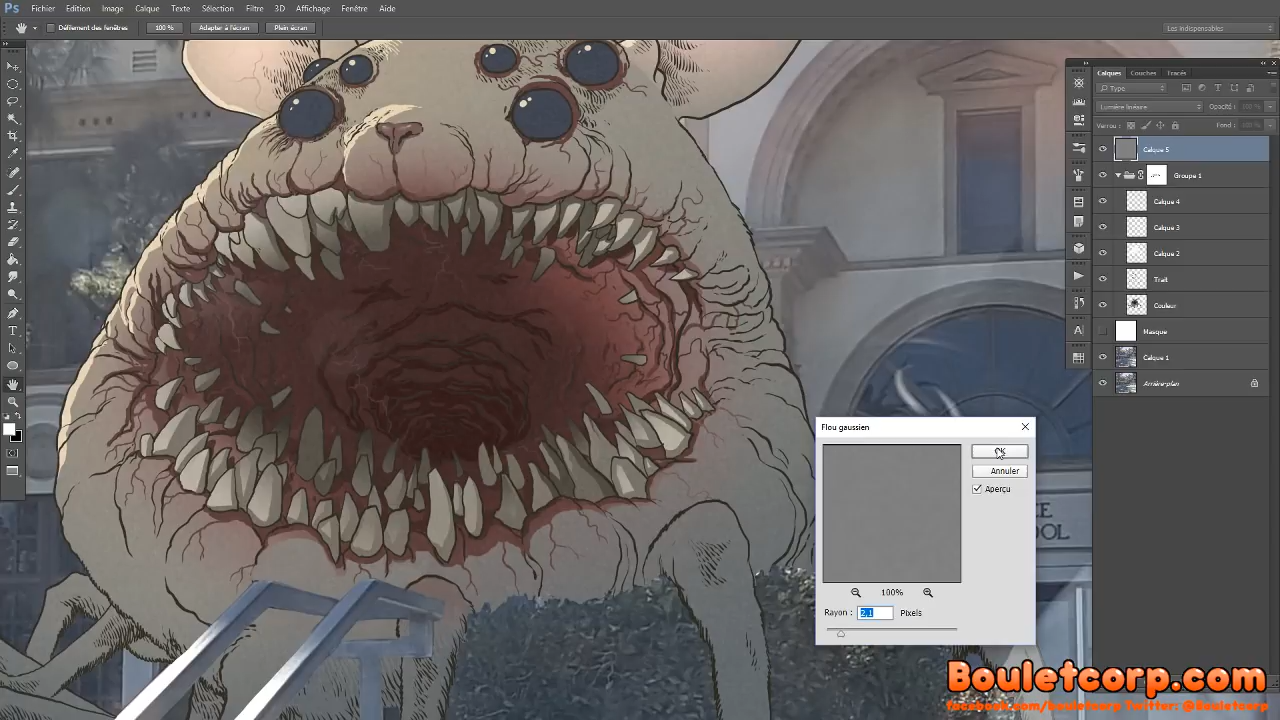 Ps Fichier Edition Image Calque Texte Sélection Filtre 3D Affichage Fenêtre Aide
Défilement des fenêtres 100 % Adapter à l'écran Plein écran Les indispensables
Calques Couches Tracés
Type
Lumière linéaire Opacité : 100 %
Verrou : Fond : 100 %
Calque 5
Groupe 1
Calque 4
Calque 3
Calque 2
Trait
Couleur
Masque
Calque 1
Arrière-plan
Flou gaussien
OK
Annuler
Aperçu
100%
Rayon : 2,1 Pixels
OOL
Bouletcorp.com
facebook.com/bouletcorp Twitter: @Bouletcorp